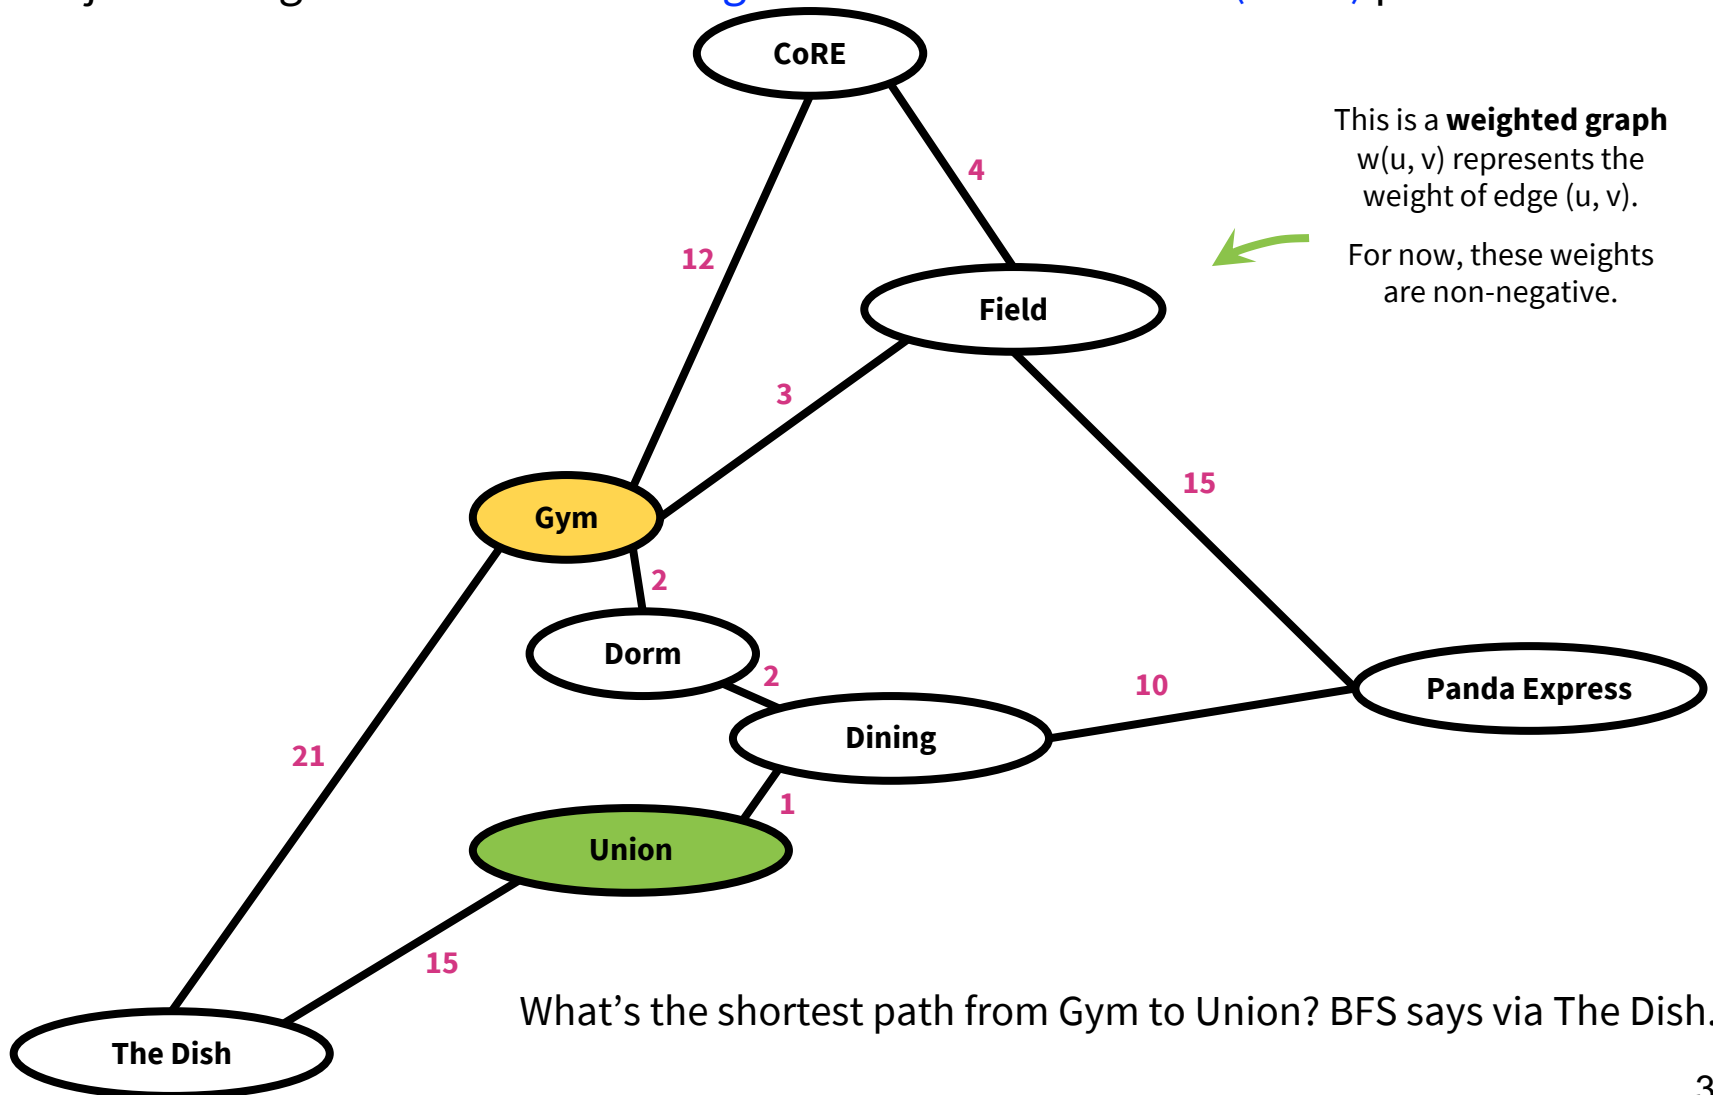 CoRE
This is a weighted graph
w(u, v) represents the
weight of edge (u, v).
4
12
For now, these weights
are non-negative.
Field
3
15
Gym
2
Dorm
2
10
Panda Express
Dining
21
1
Union
15
What's the shortest path from Gym to Union? BFS says via The Dish.
The Dish
3